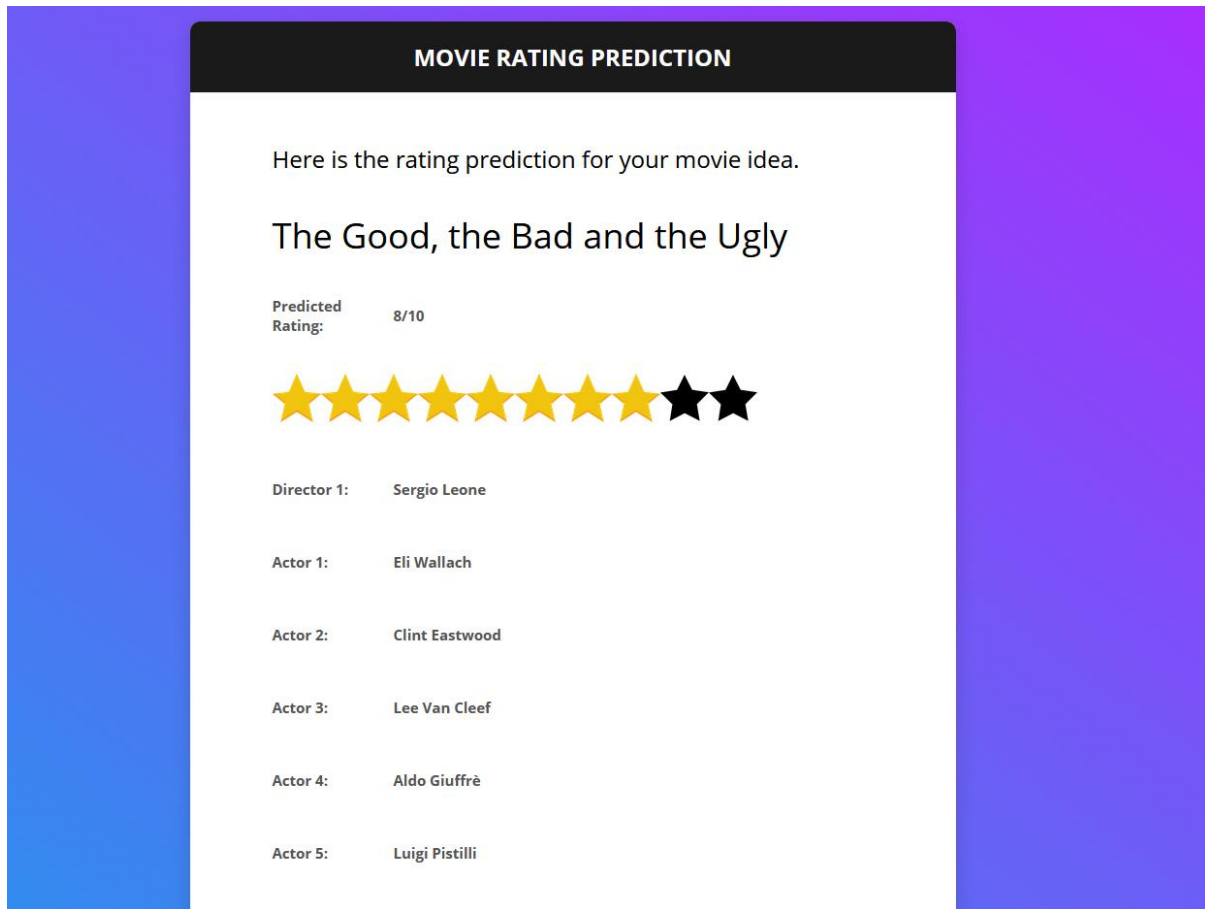 MOVIE RATING PREDICTION
Here is the rating prediction for your movie idea.
The Good, the Bad and the Ugly
Predicted
Rating: 8/10
Director 1: Sergio Leone
Actor 1: Eli Wallach
Actor 2: Clint Eastwood
Actor 3: Lee Van Cleef
Actor 4: Aldo Giuffrè
Actor 5: Luigi Pistilli